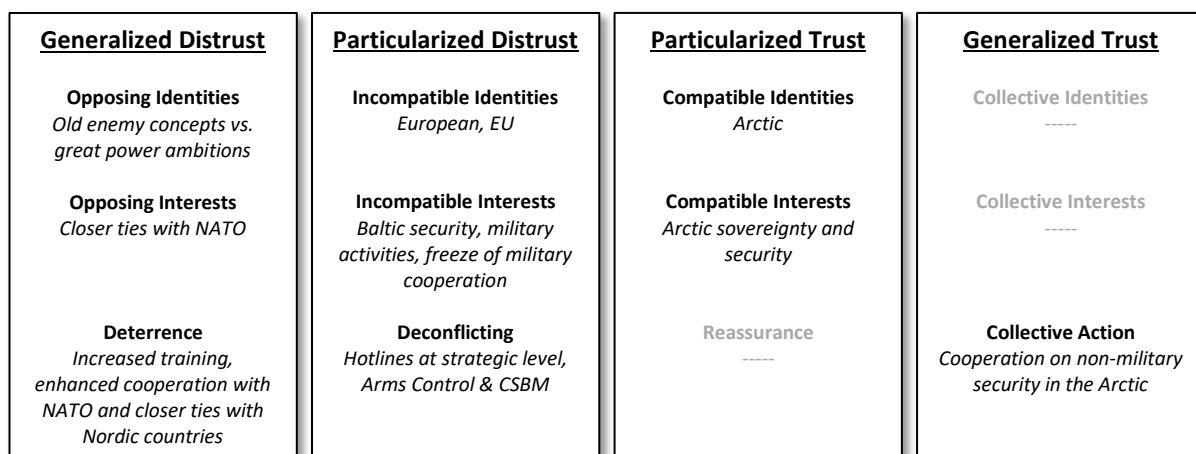 Generalized Distrust
Opposing Identities
Old enemy concepts vs.
great power ambitions
Opposing Interests
Closer ties with NATO
Deterrence
Increased training,
enhanced cooperation with
NATO and closer ties with
Nordic countries
Particularized Distrust
Incompatible Identities
European, EU
Incompatible Interests
Baltic security, military
activities, freeze of military
cooperation
Deconflicting
Hotlines at strategic level,
Arms Control & CSBM
Particularized Trust
Compatible Identities
Arctic
Compatible Interests
Arctic sovereignty and
security
Reassurance
-----
Generalized Trust
Collective Identities
-----
Collective Interests
-----
Collective Action
Cooperation on non-military
security in the Arctic